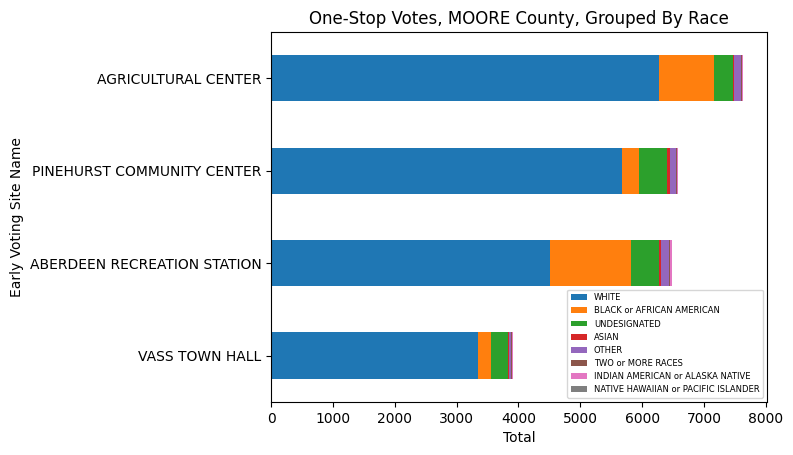 One-Stop Votes, MOORE County, Grouped By Race
Early Voting Site Name
AGRICULTURAL CENTER
PINEHURST COMMUNITY CENTER
ABERDEEN RECREATION STATION
VASS TOWN HALL
WHITE
BLACK or AFRICAN AMERICAN
UNDESIGNATED
ASIAN
OTHER
TWO or MORE RACES
INDIAN AMERICAN or ALASKA NATIVE
NATIVE HAWAIIAN or PACIFIC ISLANDER
0 1000 2000 3000 4000 5000 6000 7000 8000
Total